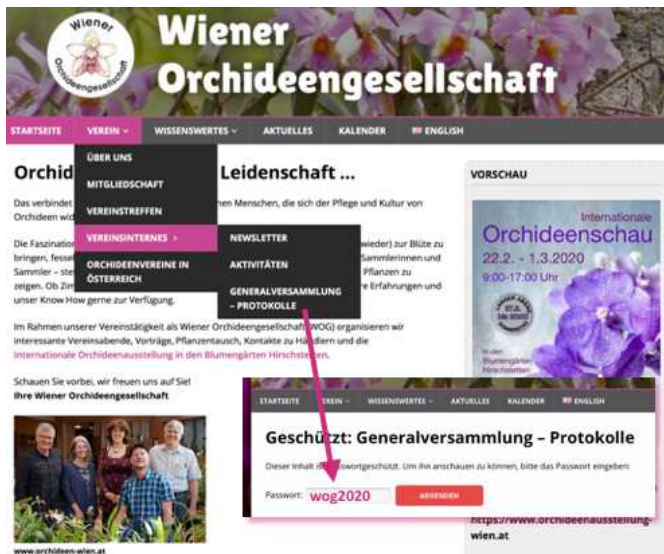 Wiener
Orchideengesellschaft
Wiener
Orchideengesellschaft
STARTSEITE VEREIN WISSENSWERTES AKTUELLES KALENDER ENGLISH
ÜBER UNS
MITGLIEDSCHAFT
VEREINSTREFFEN
VEREINSINTERNES
ORCHIDEENVEREINE IN
ÖSTERREICH
NEWSLETTER
AKTIVITÄTEN
GENERALVERSAMMLUNG
– PROTOKOLLE
Orchid Leidenschaft ...
Das verbindet hen Menschen, die sich der Pflege und Kultur von
Orchideen wid
Die Faszination wieder) zur Blüte zu
bringen, fesse Sammlerinnen und
Sammler – ste Pflanzen zu
zeigen. Ob Zim re Erfahrungen und
unser Know How gerne zur Verfügung.
Im Rahmen unserer Vereinstätigkeit als Wiener Orchideengesellschaft (WOG) organisieren wir
interessante Vereinsabende, Vorträge, Pflanzentausch, Kontakte zu Händlern und die
Internationale Orchideenausstellung in den Blumengärten Hirschstetten.
Schauen Sie vorbei, wir freuen uns auf Sie!
Ihre Wiener Orchideengesellschaft
www.orchideen-wien.at
VORSCHAU
Internationale
Orchideenschau
22.2. - 1.3.2020
9:00-17:00 Uhr
in den
Blumengärten
Hirschstetten
STARTSEITE VEREIN WISSENSWERTES AKTUELLES KALENDER ENGLISH
Geschützt: Generalversammlung – Protokolle
Dieser Inhalt ist passwortgeschützt. Um ihn anschauen zu können, bitte das Passwort eingeben:
Passwort: wog2020 ABSENDEN
https://www.orchideenausstellung-
wien.at